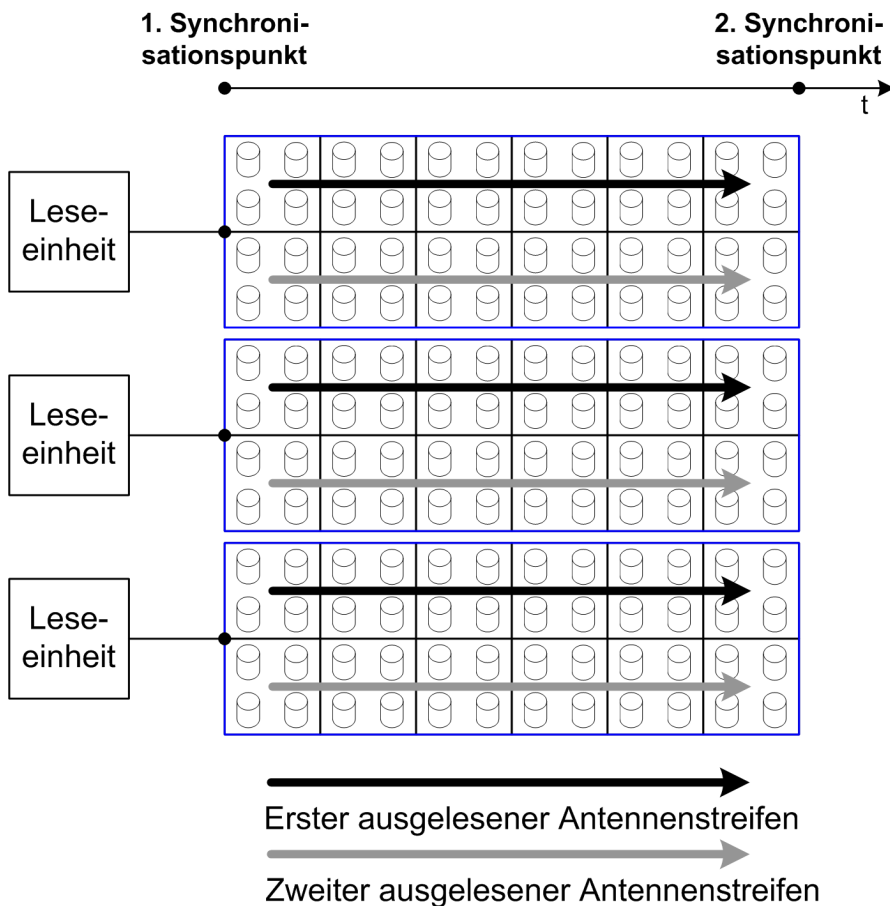 1. Synchroni-
sationspunkt
2. Synchroni-
sationspunkt
t
Lese-
einheit
Lese-
einheit
Lese-
einheit
Erster ausgelesener Antennenstreifen
Zweiter ausgelesener Antennenstreifen